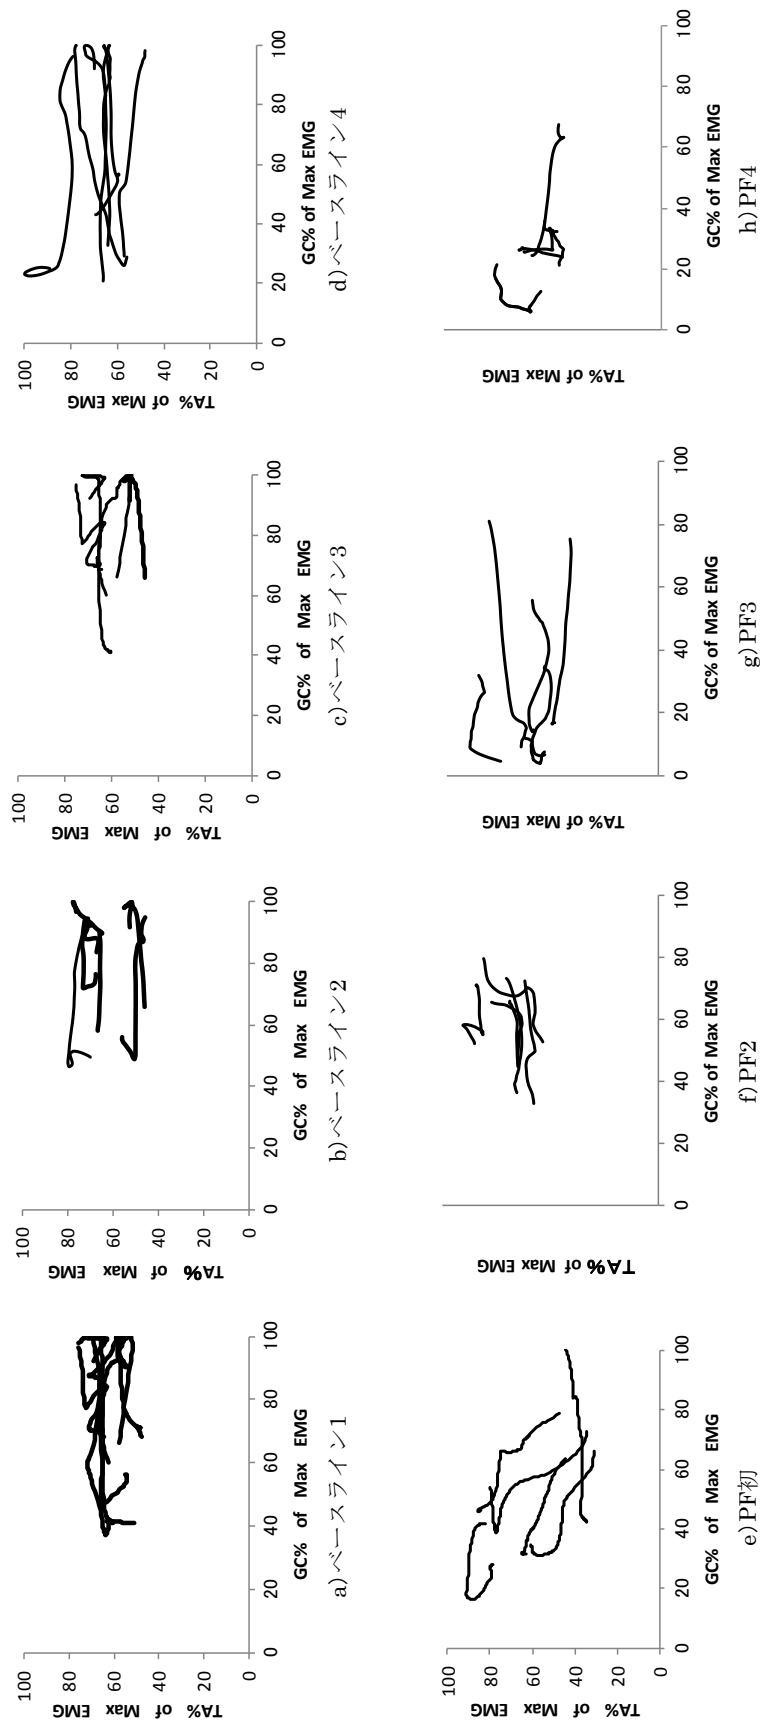 TA% of Max EMG
100
80
60
40
20
0
0 20 40 60 80 100
GC% of Max EMG
a)ベースライン1
TA% of Max EMG
100
80
60
40
20
0
0 20 40 60 80 100
GC% of Max EMG
b)ベースライン2
TA% of Max EMG
100
80
60
40
20
0
0 20 40 60 80 100
GC% of Max EMG
c)ベースライン3
TA% of Max EMG
100
80
60
40
20
0
0 20 40 60 80 100
GC% of Max EMG
d)ベースライン4
TA% of Max EMG
100
80
60
40
20
0
0 20 40 60 80 100
GC% of Max EMG
e)PF初
TA% of Max EMG
0 20 40 60 80 100
GC% of Max EMG
f)PF2
TA% of Max EMG
0 20 40 60 80 100
GC% of Max EMG
g)PF3
TA% of Max EMG
0 20 40 60 80 100
GC% of Max EMG
h)PF4